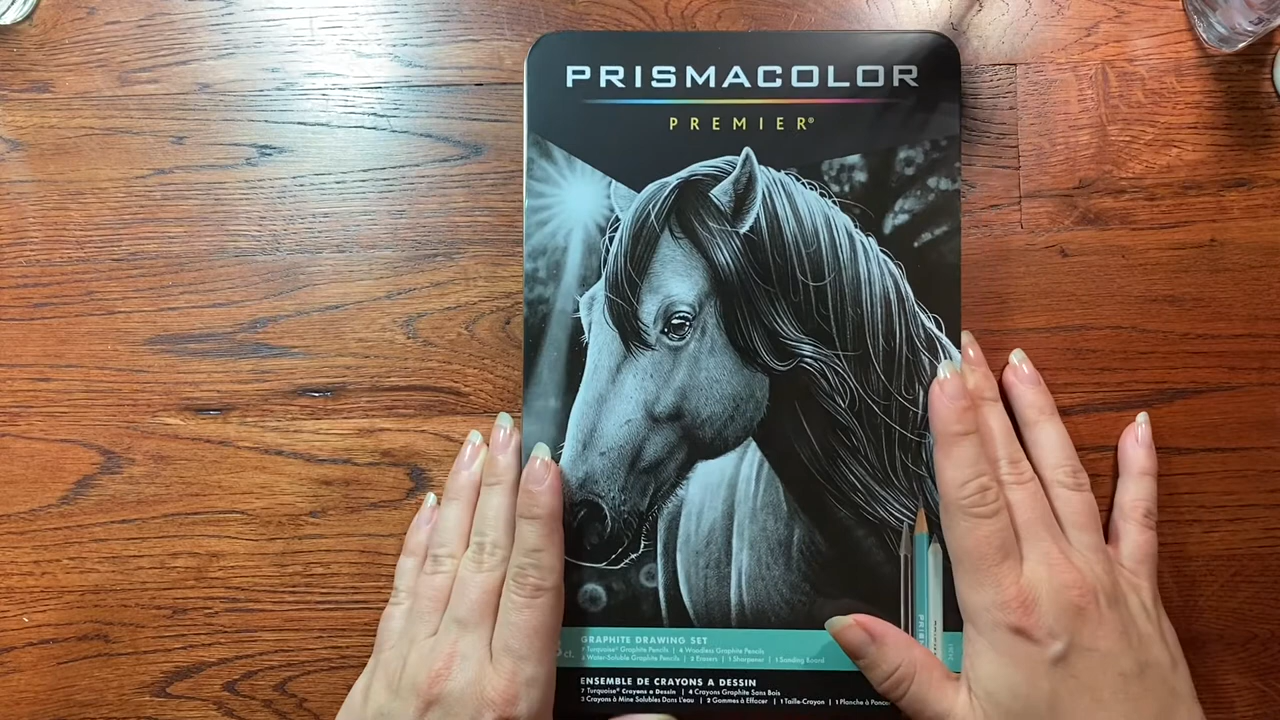 PRISMACOLOR
PREMIER®
ct.
GRAPHITE DRAWING SET
7 Turquoise® Graphite Pencils | 4 Woodless Graphite Pencils
Water-Soluble Graphite Pencils | 2 Erasers | 1 Sharpener | 1 Sanding Board
ENSEMBLE DE CRAYONS A DESSIN
7 Turquoise® Crayons a Dessin | 4 Crayons Graphite Sans Bois
3 Crayons à Mine Solubles Dans L'eau | 2 Gommes à Effacer | 1 Taille-Crayon | 1 Planche à